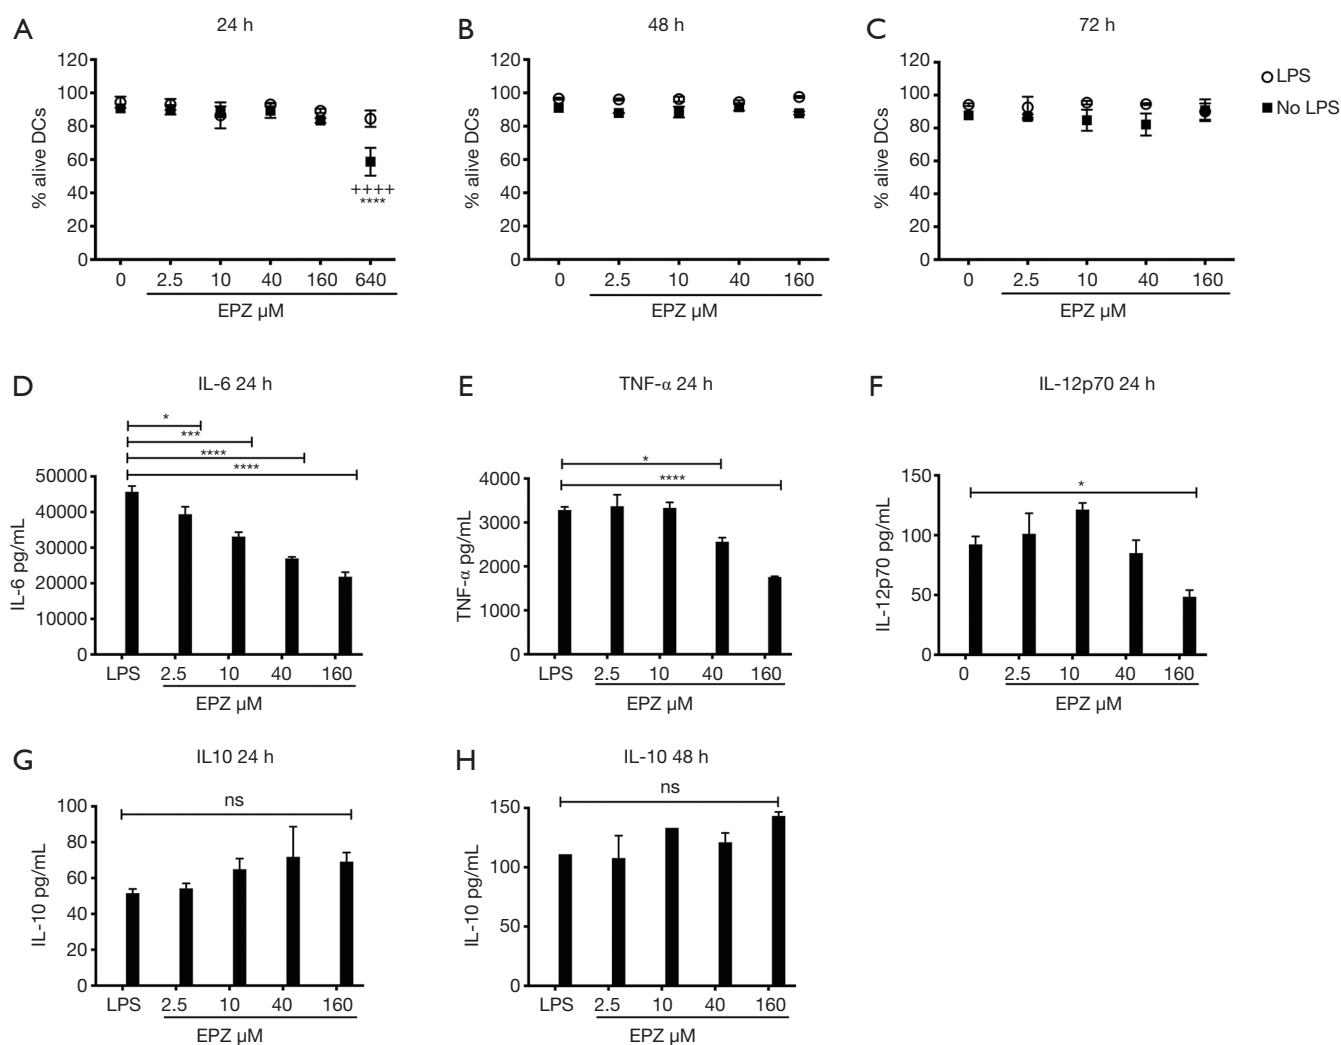 A
24 h
B
48 h
C
72 h
% alive DCs
120
100
80
60
40
20
0
++++
****
0 2.5 10 40 160 640
EPZ µM
% alive DCs
120
100
80
60
40
20
0
0 2.5 10 40 160
EPZ µM
% alive DCs
120
100
80
60
40
20
0
0 2.5 10 40 160
EPZ µM
LPS
No LPS
D
IL-6 24 h
*
***
****
****
IL-6 pg/mL
50000
40000
30000
20000
10000
0
LPS 2.5 10 40 160
EPZ µM
E
TNF-α 24 h
*
****
TNF-α pg/mL
4000
3000
2000
1000
0
LPS 2.5 10 40 160
EPZ µM
F
IL-12p70 24 h
*
IL-12p70 pg/mL
150
100
50
0
0 2.5 10 40 160
EPZ µM
G
IL10 24 h
ns
IL-10 pg/mL
100
80
60
40
20
0
LPS 2.5 10 40 160
EPZ µM
H
IL-10 48 h
ns
IL-10 pg/mL
150
100
50
0
LPS 2.5 10 40 160
EPZ µM